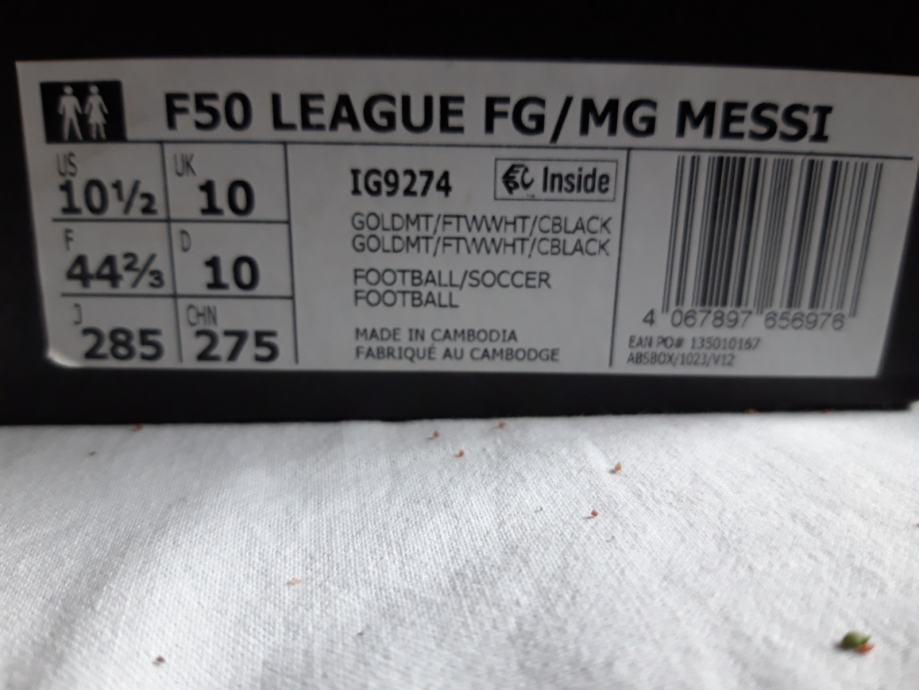 F50 LEAGUE FG/MG MESSI
US 10½ UK 10
F 44⅔ D 10
J 285 CHN 275
IG9274 Inside
GOLDMT/FTWWHT/CBLACK
GOLDMT/FTWWHT/CBLACK
FOOTBALL/SOCCER
FOOTBALL
MADE IN CAMBODIA
FABRIQUÉ AU CAMBODGE
4 067897 656976
EAN PO# 135010167
ABSBOX/1023/V12